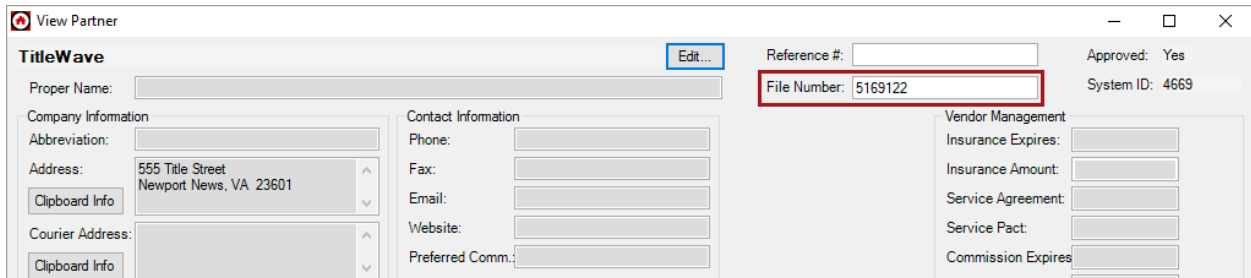 View Partner
TitleWave
Edit...
Reference #:
Approved: Yes
Proper Name:
File Number: 5169122
System ID: 4669
Company Information
Contact Information
Vendor Management
Abbreviation:
Phone:
Insurance Expires:
Address: 555 Title Street
Newport News, VA 23601
Fax:
Insurance Amount:
Clipboard Info
Email:
Service Agreement:
Courier Address:
Website:
Service Pact:
Clipboard Info
Preferred Comm.:
Commission Expires